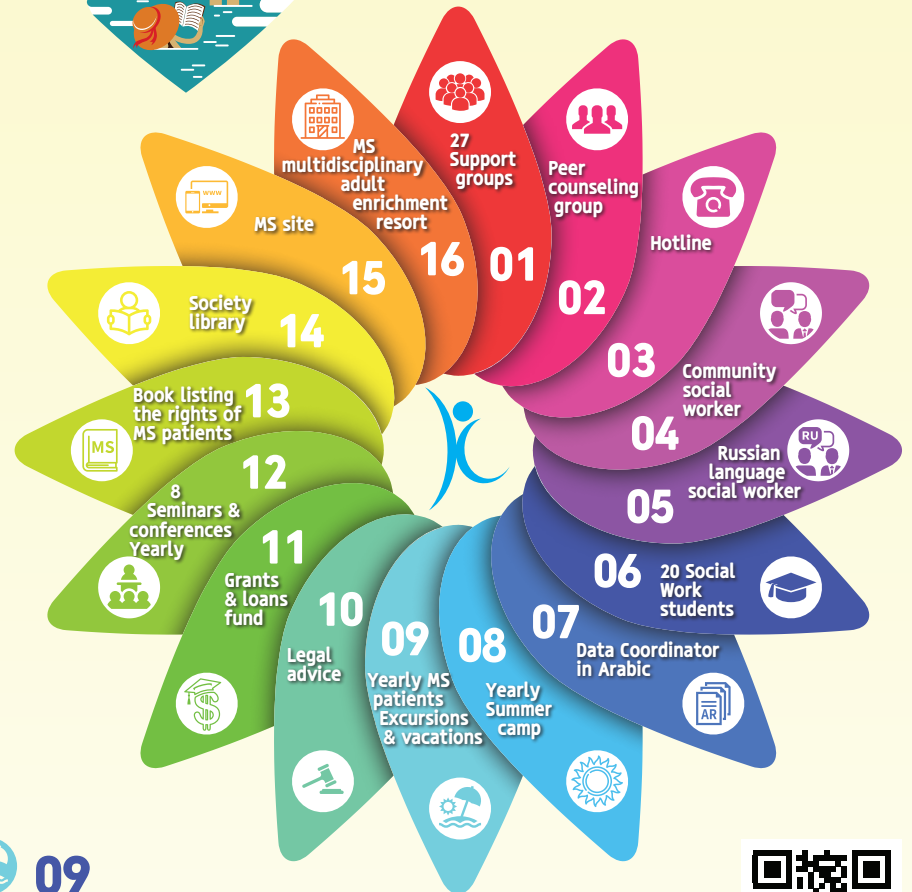 27
Support
groups
01
Peer
counseling
group
02
Hotline
03
Community
social
worker
04
Russian
language
social worker
RU
05
06
20 Social
Work
students
07
Data Coordinator
in Arabic
AR
08
Yearly
Summer
camp
09
Yearly MS
patients
Excursions
& vacations
10
Legal
advice
11
Grants
& loans
fund
12
8
Seminars &
conferences
Yearly
13
Book listing
the rights of
MS patients
MS
14
Society
library
15
MS site
www
16
MS
multidisciplinary
adult
enrichment
resort
09